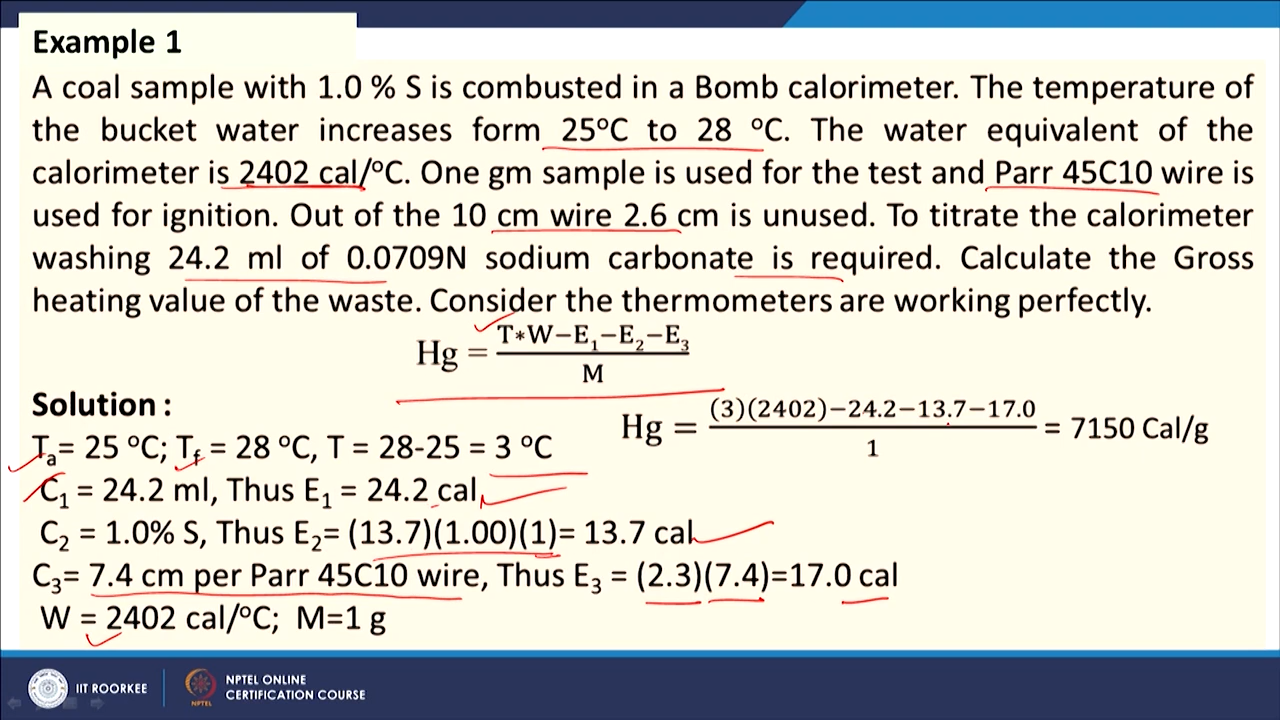 Example 1
A coal sample with 1.0 % S is combusted in a Bomb calorimeter. The temperature of
the bucket water increases form 25°C to 28 °C. The water equivalent of the
calorimeter is 2402 cal/°C. One gm sample is used for the test and Parr 45C10 wire is
used for ignition. Out of the 10 cm wire 2.6 cm is unused. To titrate the calorimeter
washing 24.2 ml of 0.0709N sodium carbonate is required. Calculate the Gross
heating value of the waste. Consider the thermometers are working perfectly.
Hg = (T*W−E₁−E₂−E₃)/M
Solution :
Hg = ((3)(2402)−24.2−13.7−17.0)/1 = 7150 Cal/g
Tₐ= 25 °C; T_f = 28 °C, T = 28-25 = 3 °C
C₁ = 24.2 ml, Thus E₁ = 24.2 cal,
C₂ = 1.0% S, Thus E₂= (13.7)(1.00)(1)= 13.7 cal
C₃= 7.4 cm per Parr 45C10 wire, Thus E₃ = (2.3)(7.4)=17.0 cal
W = 2402 cal/°C; M=1 g
IIT ROORKEE
NPTEL
NPTEL ONLINE
CERTIFICATION COURSE